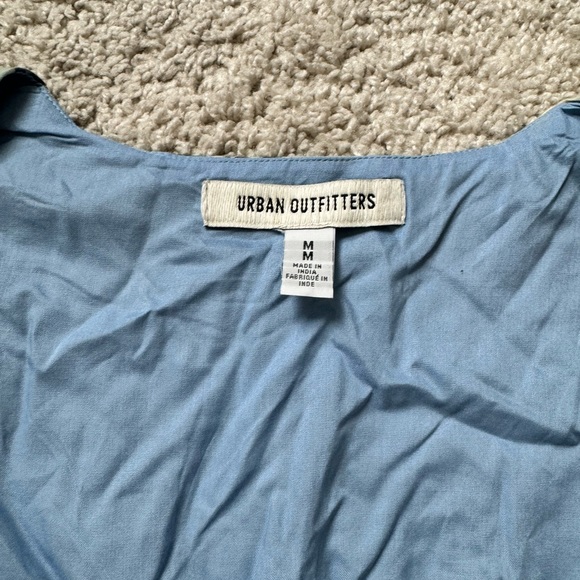 URBAN OUTFITTERS
M
M
MADE IN
INDIA
FABRIQUÉ IN
INDE